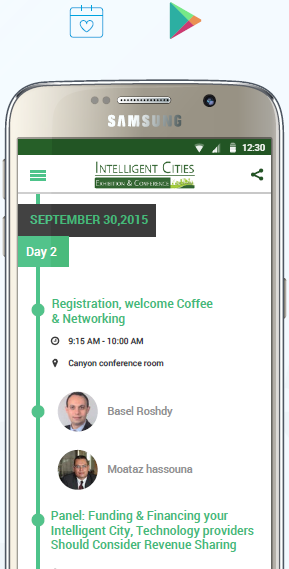 SAMSUNG
12:30
INTELLIGENT CITIES
EXHIBITION & CONFERENCE
SEPTEMBER 30,2015
Day 2
Registration, welcome Coffee
& Networking
9:15 AM - 10:00 AM
Canyon conference room
Basel Roshdy
Moataz hassouna
Panel: Funding & Financing your
Intelligent City, Technology providers
Should Consider Revenue Sharing